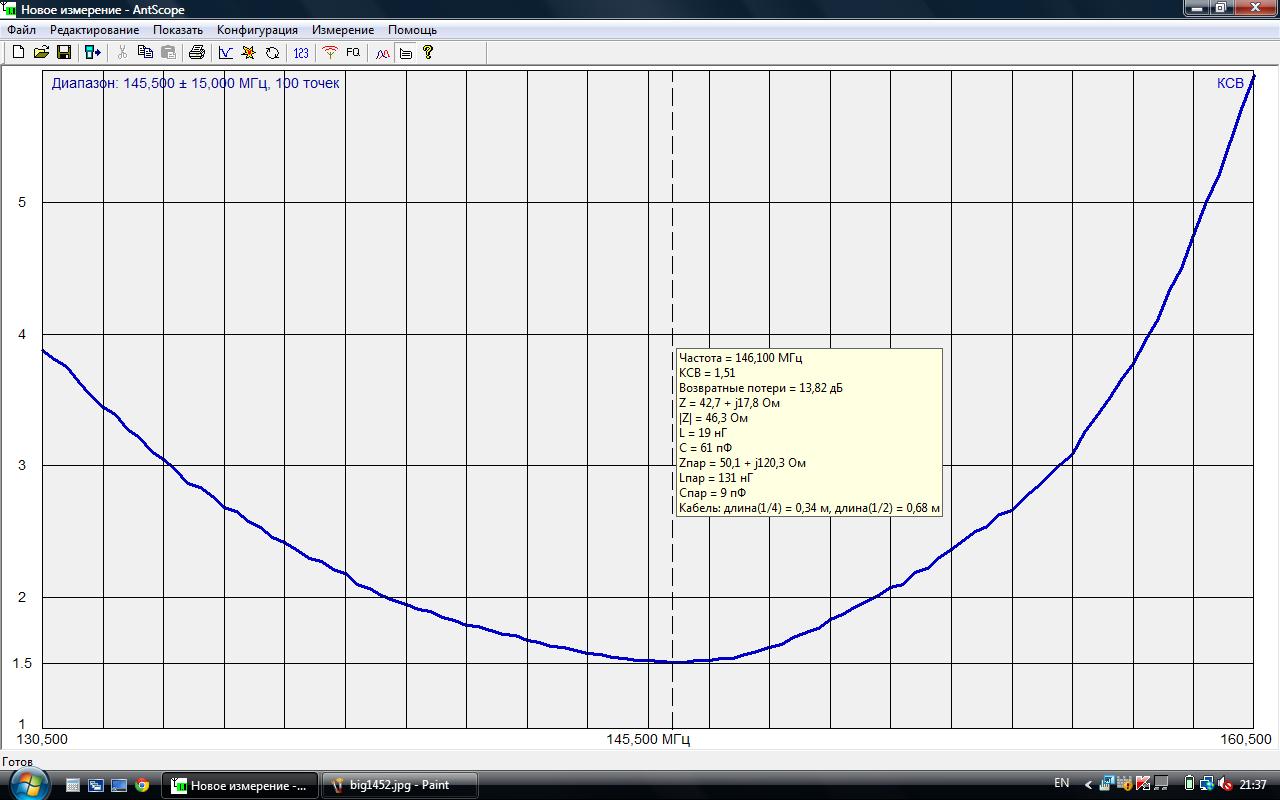 Новое измерение - AntScope
Файл Редактирование Показать Конфигурация Измерение Помощь
123 FQ
Диапазон: 145,500 ± 15,000 МГц, 100 точек КСВ
5
4
Частота = 146,100 МГц
КСВ = 1,51
Возвратные потери = 13,82 дБ
Z = 42,7 + j17,8 Ом
|Z| = 46,3 Ом
L = 19 нГ
C = 61 пФ
Zпар = 50,1 + j120,3 Ом
Lпар = 131 нГ
Cпар = 9 пФ
Кабель: длина(1/4) = 0,34 м, длина(1/2) = 0,68 м
3
2
1.5
1
130,500 145,500 МГц 160,500
Готов
Новое измерение -... big1452.jpg - Paint EN 21:37